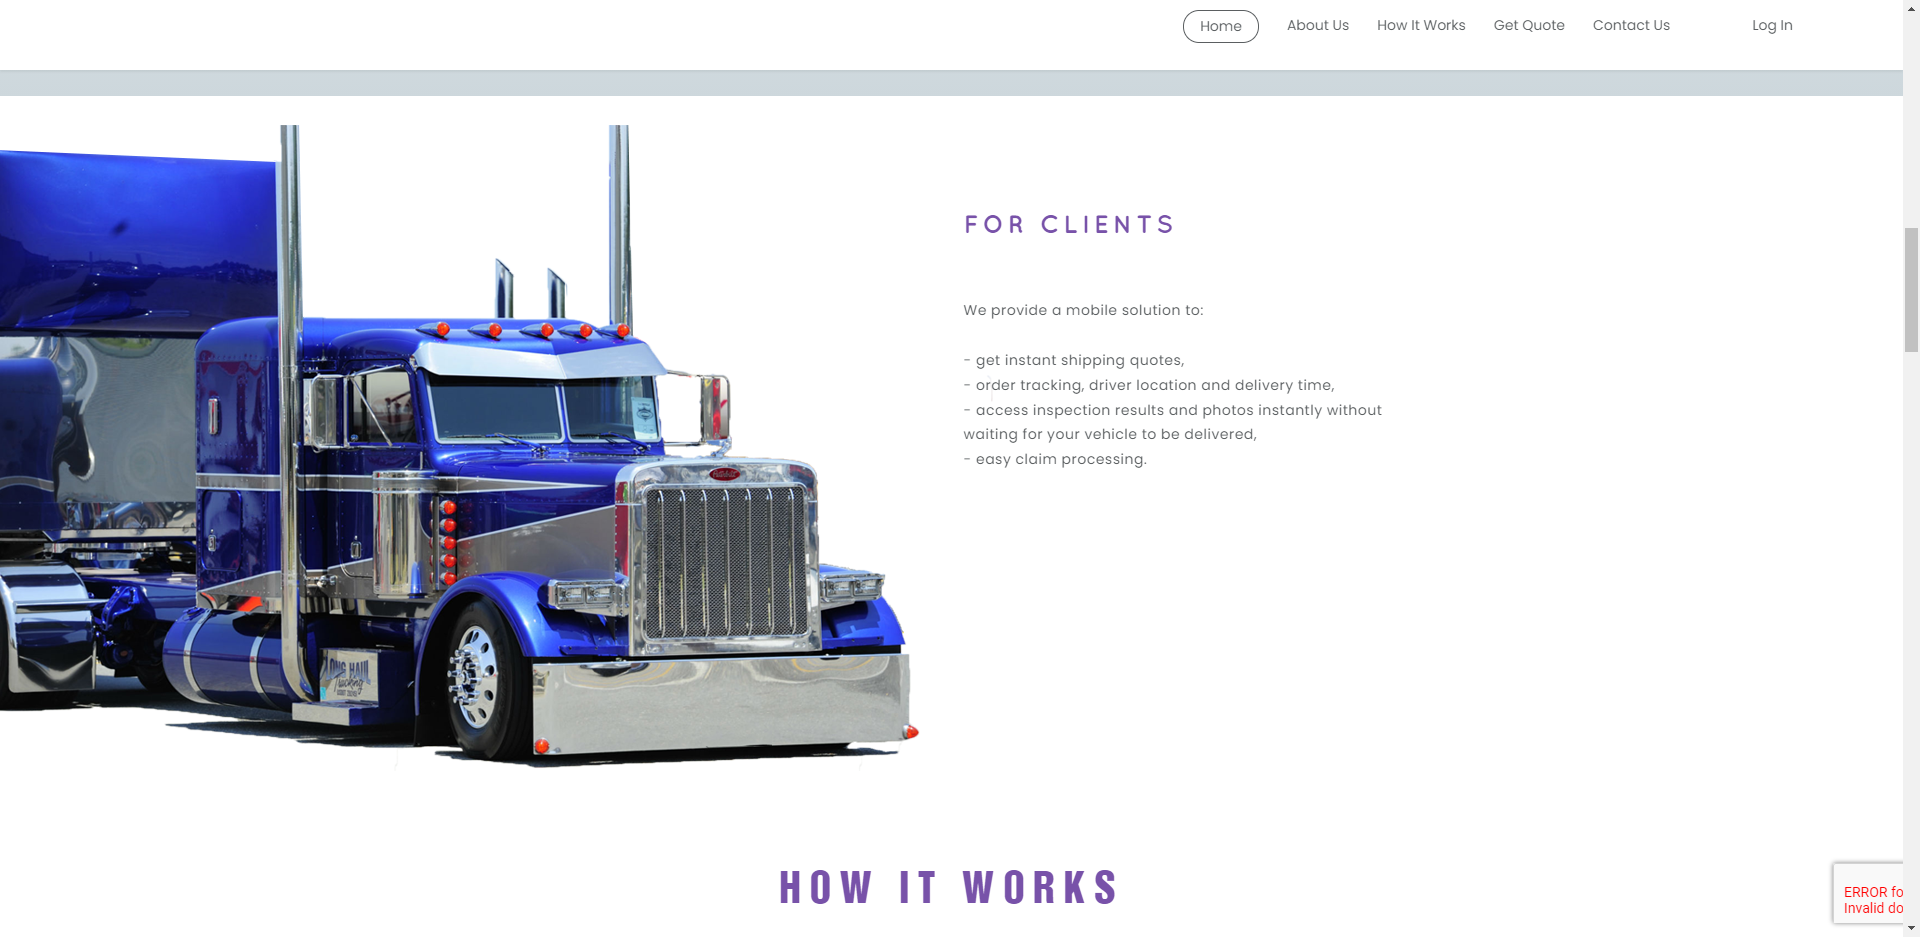 Home
About Us
How It Works
Get Quote
Contact Us
Log In
FOR CLIENTS
We provide a mobile solution to:
- get instant shipping quotes,
- order tracking, driver location and delivery time,
- access inspection results and photos instantly without
waiting for your vehicle to be delivered,
- easy claim processing.
LONG HAUL
Trucking
HOW IT WORKS
ERROR fo
Invalid do